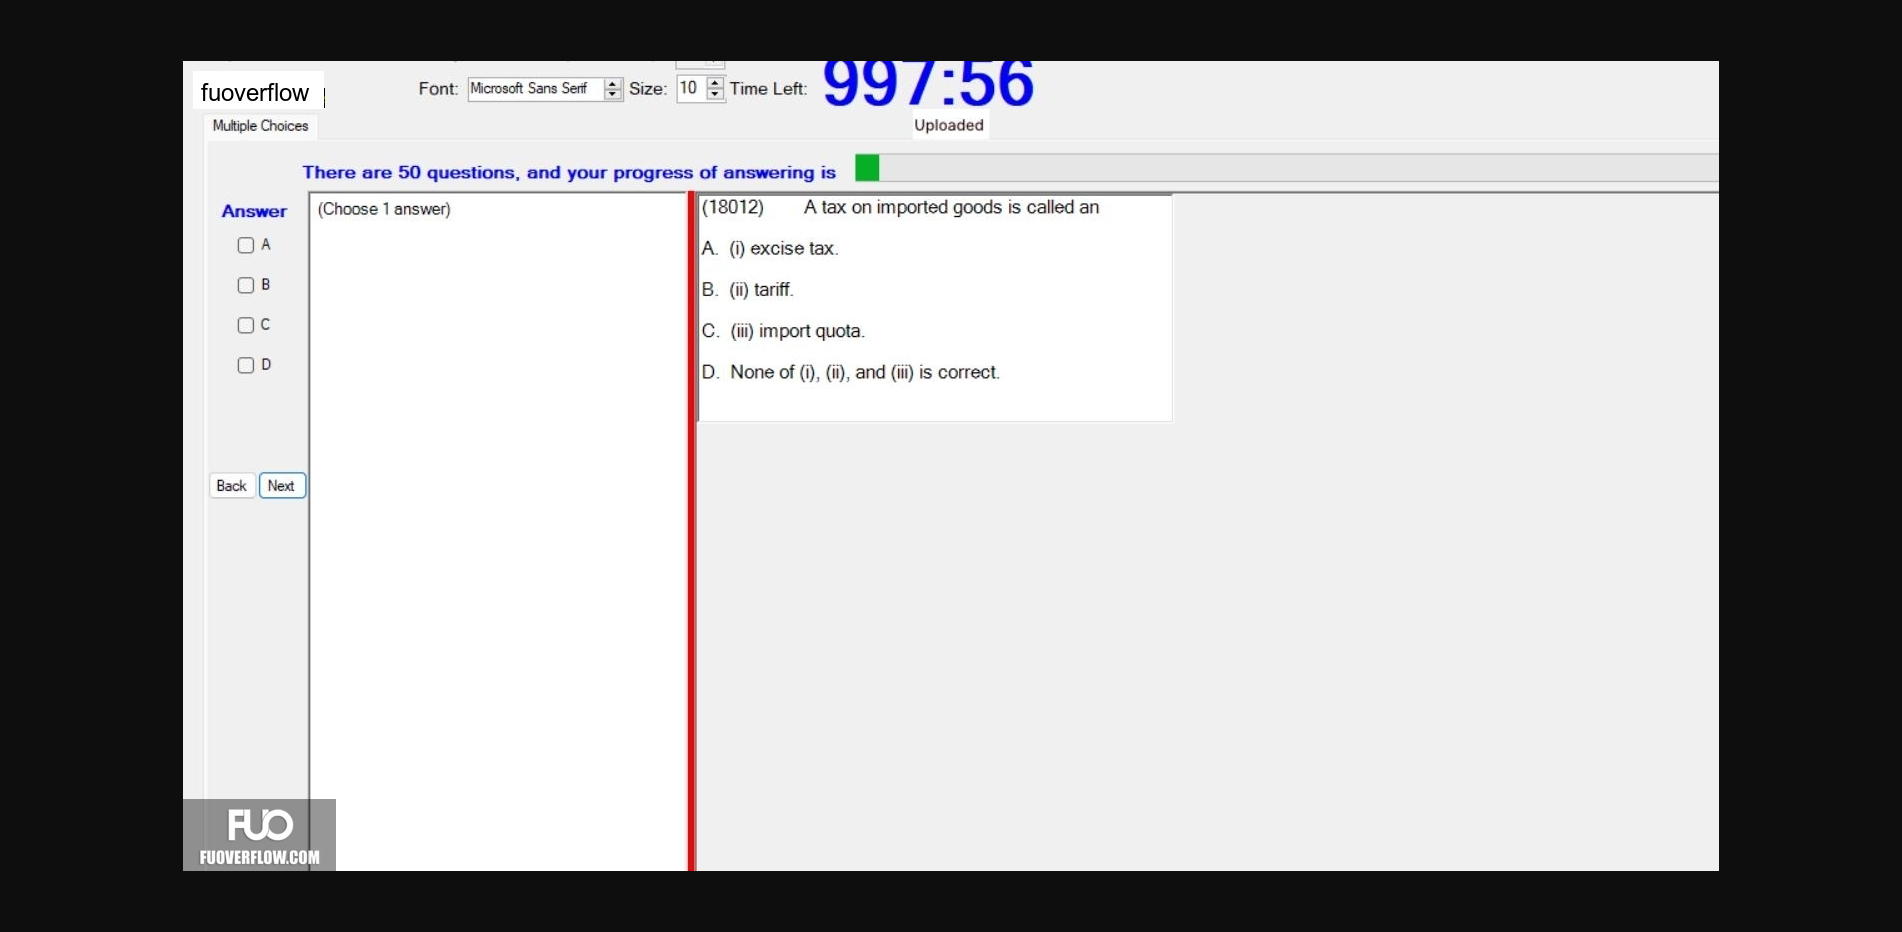 fuoverflow
Font: Microsoft Sans Serif Size: 10 Time Left: 997:56
Multiple Choices
Uploaded
There are 50 questions, and your progress of answering is
Answer
(Choose 1 answer)
A
B
C
D
Back Next
(18012) A tax on imported goods is called an
A. (i) excise tax.
B. (ii) tariff.
C. (iii) import quota.
D. None of (i), (ii), and (iii) is correct.
FUO
FUOVERFLOW.COM